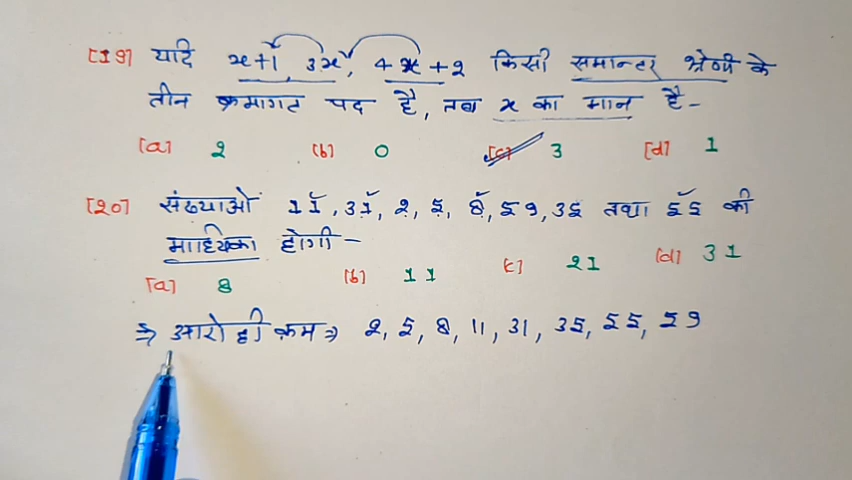 [19] यदि x+1, 3x, 4x+2 किसी समान्तर श्रेणी के
तीन क्रमागत पद है, तब x का मान है-
[a] 2 [b] 0 [c] 3 [d] 1
[20] संख्याओं 11, 31, 2, 5, 8, 59, 35 तथा 55 की
माध्यिका होगी-
[a] 8 [b] 11 [c] 21 [d] 31
⇒ आरोही क्रम ⇒ 2, 5, 8, 11, 31, 35, 55, 59